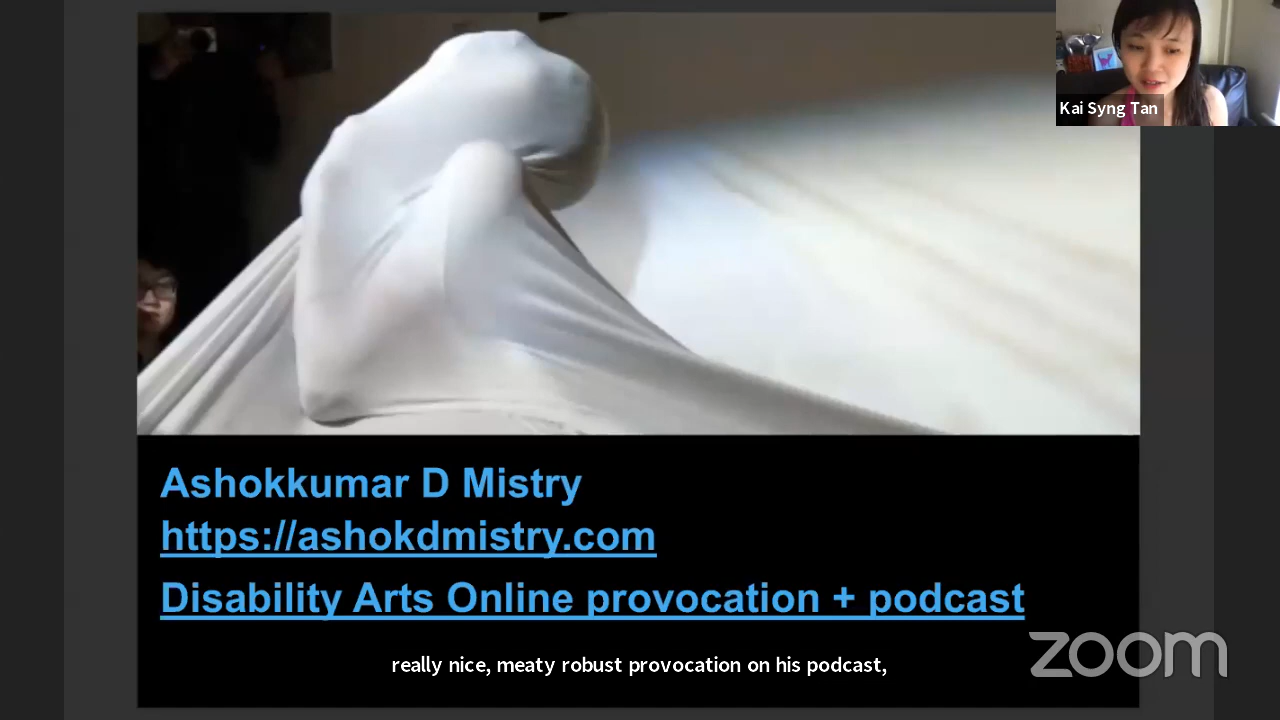 Kai Syng Tan
Ashokkumar D Mistry
https://ashokdmistry.com
Disability Arts Online provocation + podcast
really nice, meaty robust provocation on his podcast,
zoom